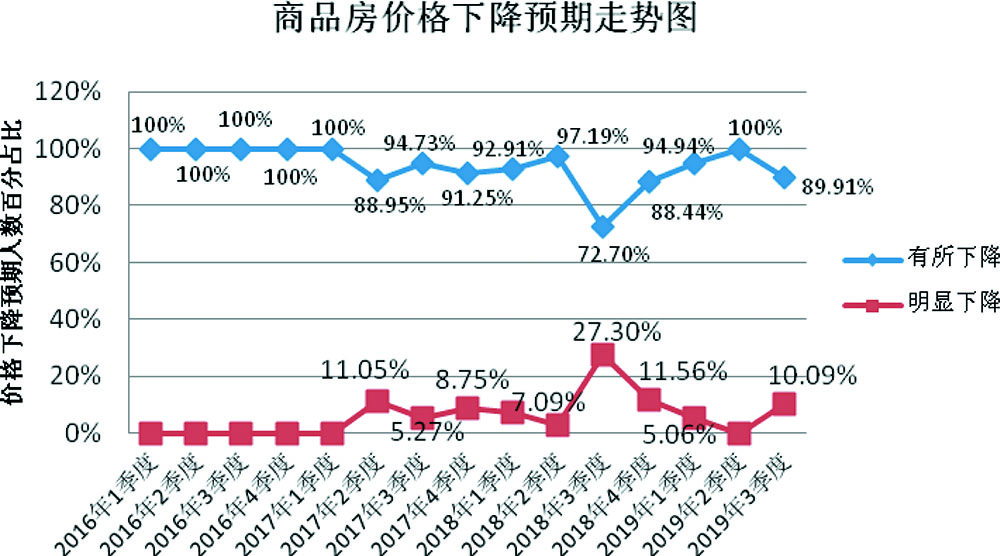 商品房价格下降预期走势图
价格下降预期人数百分占比
120%
100%
80%
60%
40%
20%
0%
100%
100%
100%
100%
100%
88.95%
94.73%
91.25%
92.91%
97.19%
72.70%
88.44%
94.94%
100%
89.91%
11.05%
5.27%
8.75%
7.09%
27.30%
11.56%
5.06%
10.09%
有所下降
明显下降
2016年1季度
2016年2季度
2016年3季度
2016年4季度
2017年1季度
2017年2季度
2017年3季度
2017年4季度
2018年1季度
2018年2季度
2018年3季度
2018年4季度
2019年1季度
2019年2季度
2019年3季度